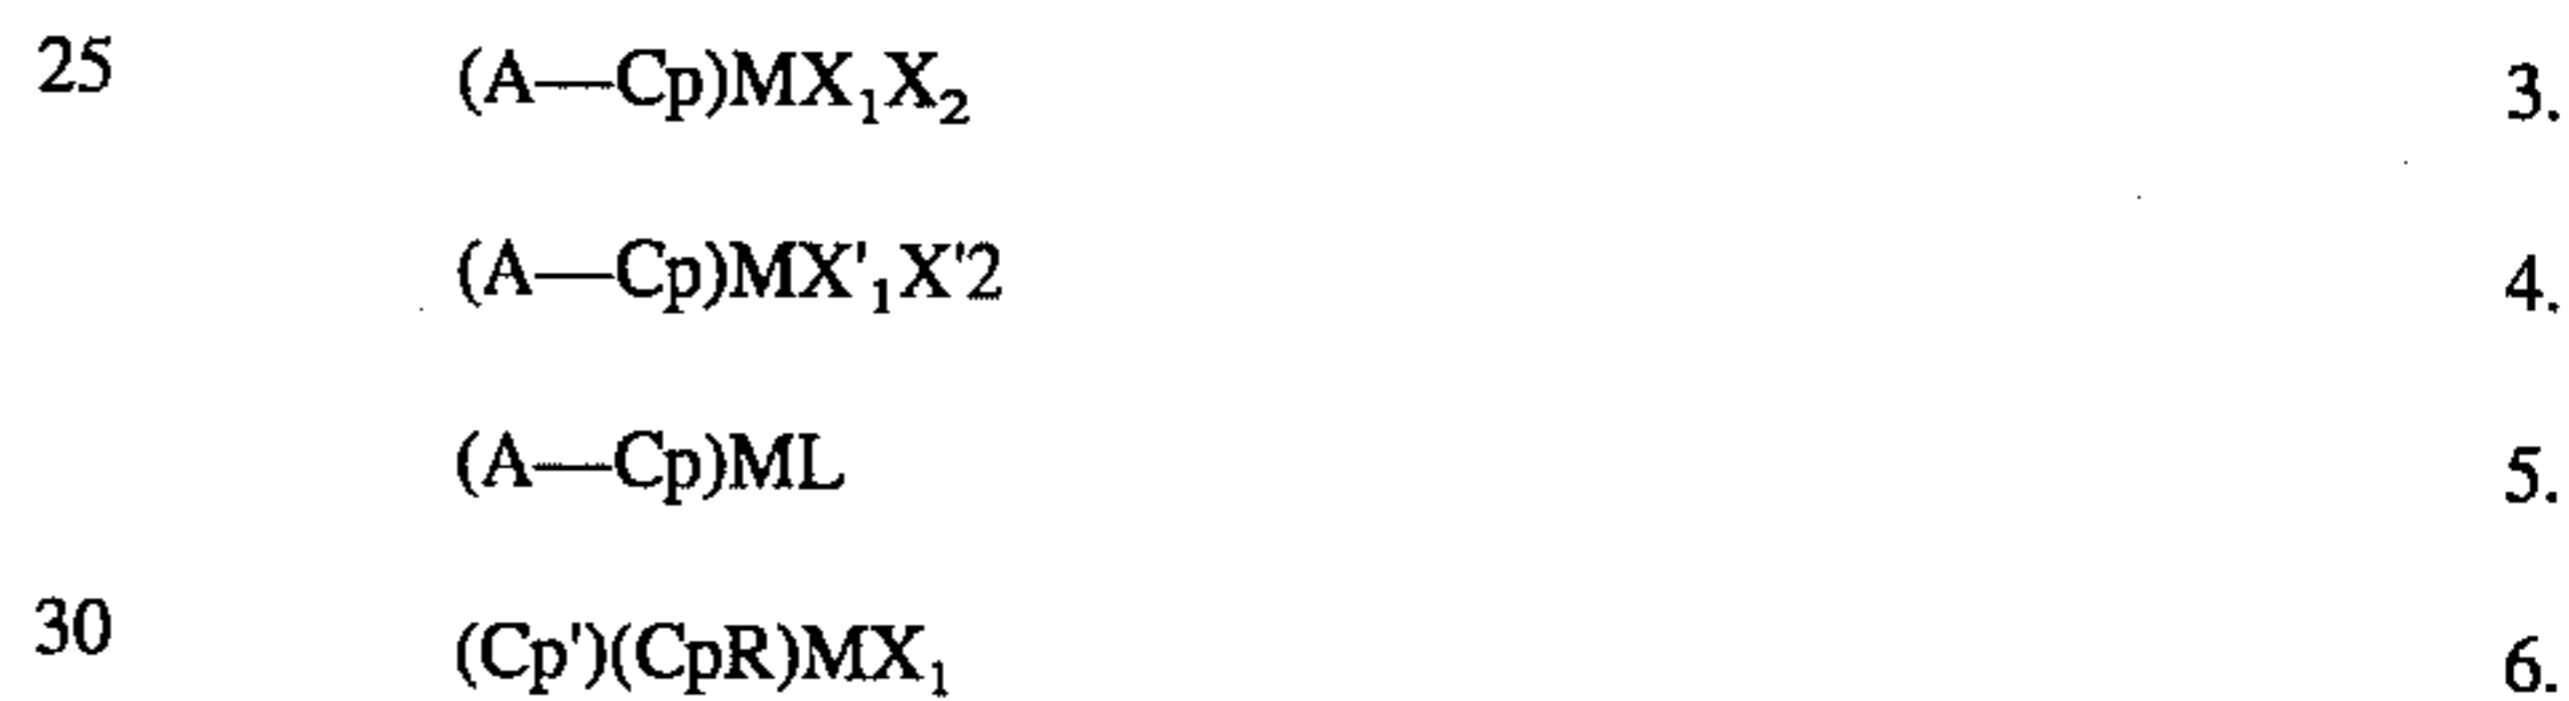 25 (A—Cp)MX₁X₂ 3.
(A—Cp)MX'₁X'2 4.
(A—Cp)ML 5.
30 (Cp')(CpR)MX₁ 6.